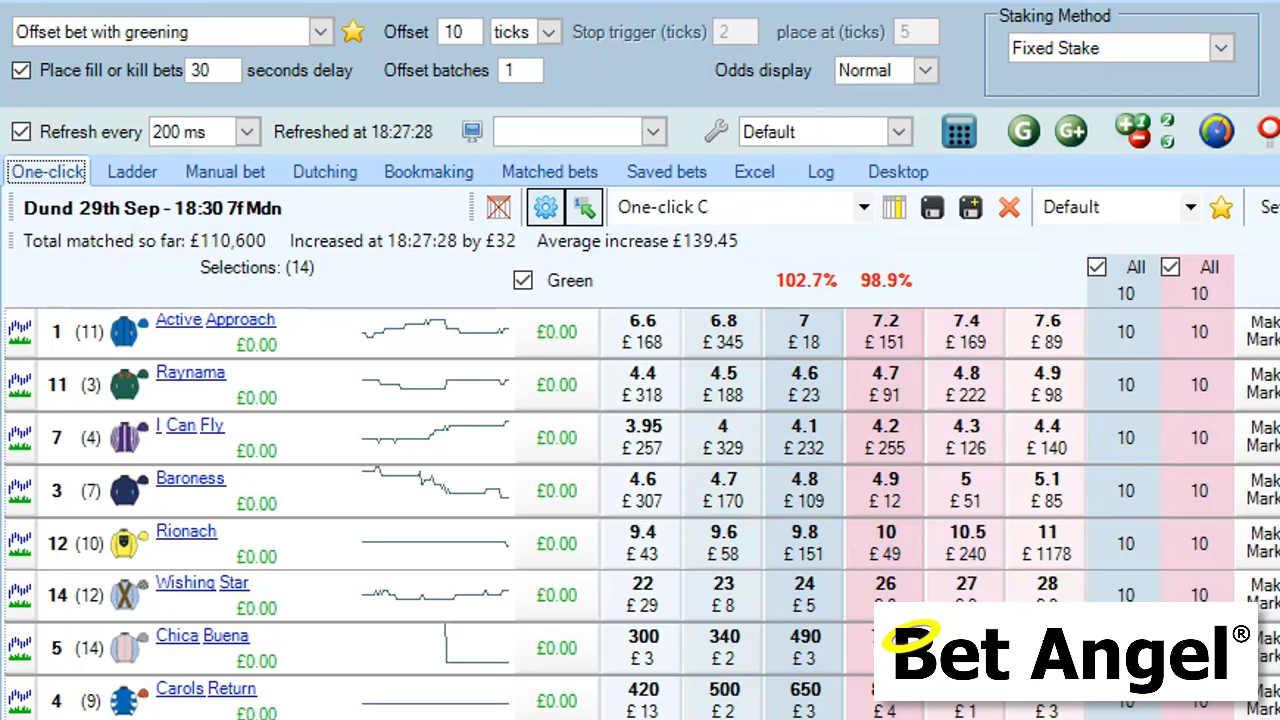 Offset bet with greening Offset 10 ticks Stop trigger (ticks) 2 place at (ticks) 5 Staking Method
Fixed Stake
Place fill or kill bets 30 seconds delay Offset batches 1 Odds display Normal
Refresh every 200 ms Refreshed at 18:27:28 Default G G+ 1 2 3
One-click Ladder Manual bet Dutching Bookmaking Matched bets Saved bets Excel Log Desktop
Dund 29th Sep - 18:30 7f Mdn One-click C Default
Total matched so far: £110,600 Increased at 18:27:28 by £32 Average increase £139.45
Selections: (14) Green 102.7% 98.9% All All
10 10
1 (11) Active Approach £0.00 £0.00 6.6 6.8 7 7.2 7.4 7.6 10 10
£ 168 £ 345 £ 18 £ 151 £ 169 £ 89
11 (3) Raynama £0.00 £0.00 4.4 4.5 4.6 4.7 4.8 4.9 10 10
£ 318 £ 188 £ 23 £ 91 £ 222 £ 98
7 (4) I Can Fly £0.00 £0.00 3.95 4 4.1 4.2 4.3 4.4 10 10
£ 257 £ 329 £ 232 £ 255 £ 126 £ 140
3 (7) Baroness £0.00 £0.00 4.6 4.7 4.8 4.9 5 5.1 10 10
£ 307 £ 170 £ 109 £ 12 £ 51 £ 85
12 (10) Rionach £0.00 £0.00 9.4 9.6 9.8 10 10.5 11 10 10
£ 43 £ 58 £ 151 £ 49 £ 240 £ 1178
14 (12) Wishing Star £0.00 £0.00 22 23 24 26 27 28 10 10
£ 29 £ 8 £ 5
5 (14) Chica Buena £0.00 £0.00 300 340 490
£ 3 £ 2 £ 3
4 (9) Carols Return £0.00 £0.00 420 500 650
£ 13 £ 2 £ 3 £ 4 £ 1 £ 3
Bet Angel®